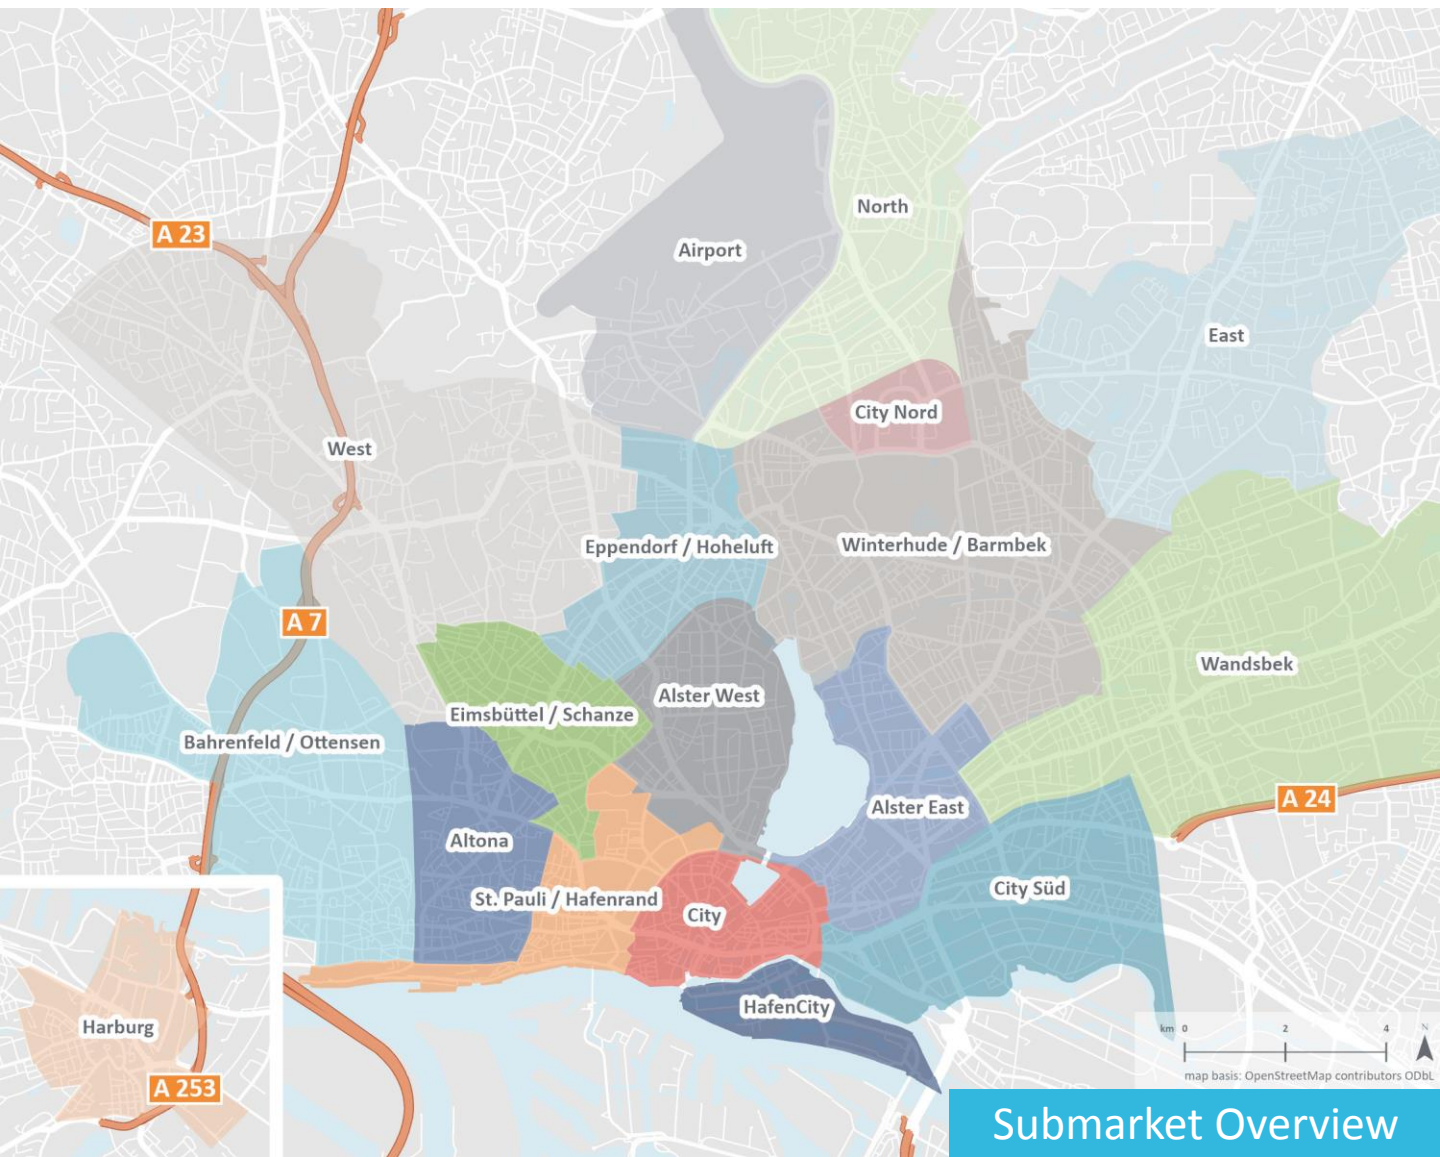 A 23
North
Airport
East
City Nord
West
Eppendorf / Hoheluft
Winterhude / Barmbek
A 7
Wandsbek
Alster West
Eimsbüttel / Schanze
Bahrenfeld / Ottensen
A 24
Alster East
Altona
City Süd
St. Pauli / Hafenrand
City
HafenCity
Harburg
km 0 2 4 N
map basis: OpenStreetMap contributors ODbL
A 253
Submarket Overview